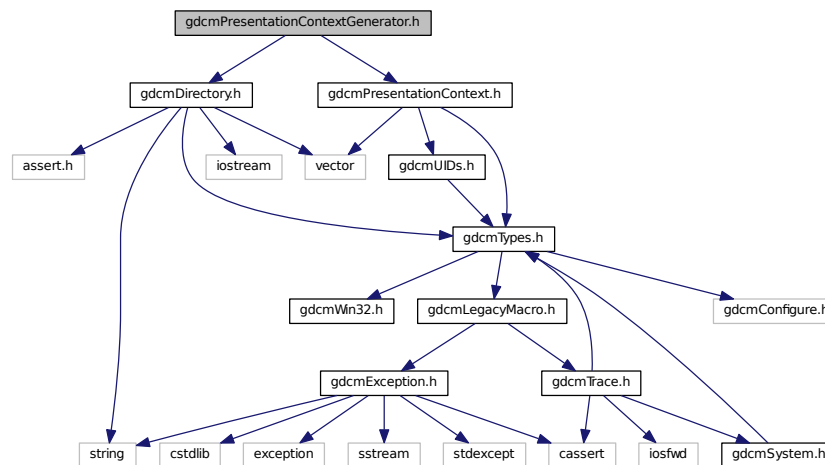 gdcmPresentationContextGenerator.h
gdcmDirectory.h
gdcmPresentationContext.h
assert.h
iostream
vector
gdcmUIDs.h
gdcmTypes.h
gdcmWin32.h
gdcmLegacyMacro.h
gdcmConfigure.h
gdcmException.h
gdcmTrace.h
string
cstdlib
exception
sstream
stdexcept
cassert
iosfwd
gdcmSystem.h